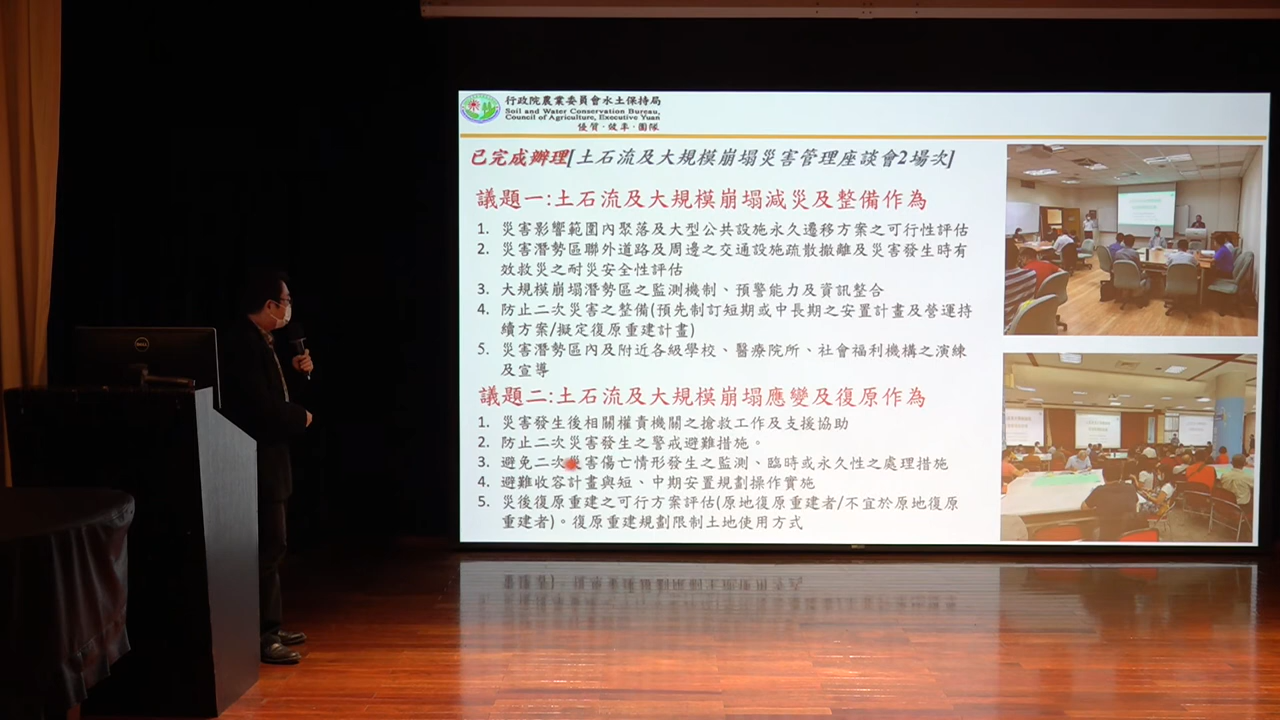 行政院農業委員會水土保持局
Soil and Water Conservation Bureau,
Council of Agriculture, Executive Yuan
優質‧效率‧團隊
已完成辦理[土石流及大規模崩塌災害管理座談會2場次]
議題一:土石流及大規模崩塌減災及整備作為
1. 災害影響範圍內聚落及大型公共設施永久遷移方案之可行性評估
2. 災害潛勢區聯外道路及周邊之交通設施疏散撤離及災害發生時有
效救災之耐災安全性評估
3. 大規模崩塌潛勢區之監測機制、預警能力及資訊整合
4. 防止二次災害之整備(預先制訂短期或中長期之安置計畫及營運持
續方案/擬定復原重建計畫)
5. 災害潛勢區內及附近各級學校、醫療院所、社會福利機構之演練
及宣導
議題二:土石流及大規模崩塌應變及復原作為
1. 災害發生後相關權責機關之搶救工作及支援協助
2. 防止二次災害發生之警戒避難措施。
3. 避免二次災害傷亡情形發生之監測、臨時或永久性之處理措施
4. 避難收容計畫與短、中期安置規劃操作實施
5. 災後復原重建之可行方案評估(原地復原重建者/不宜於原地復原
重建者)。復原重建規劃限制土地使用方式
DELL